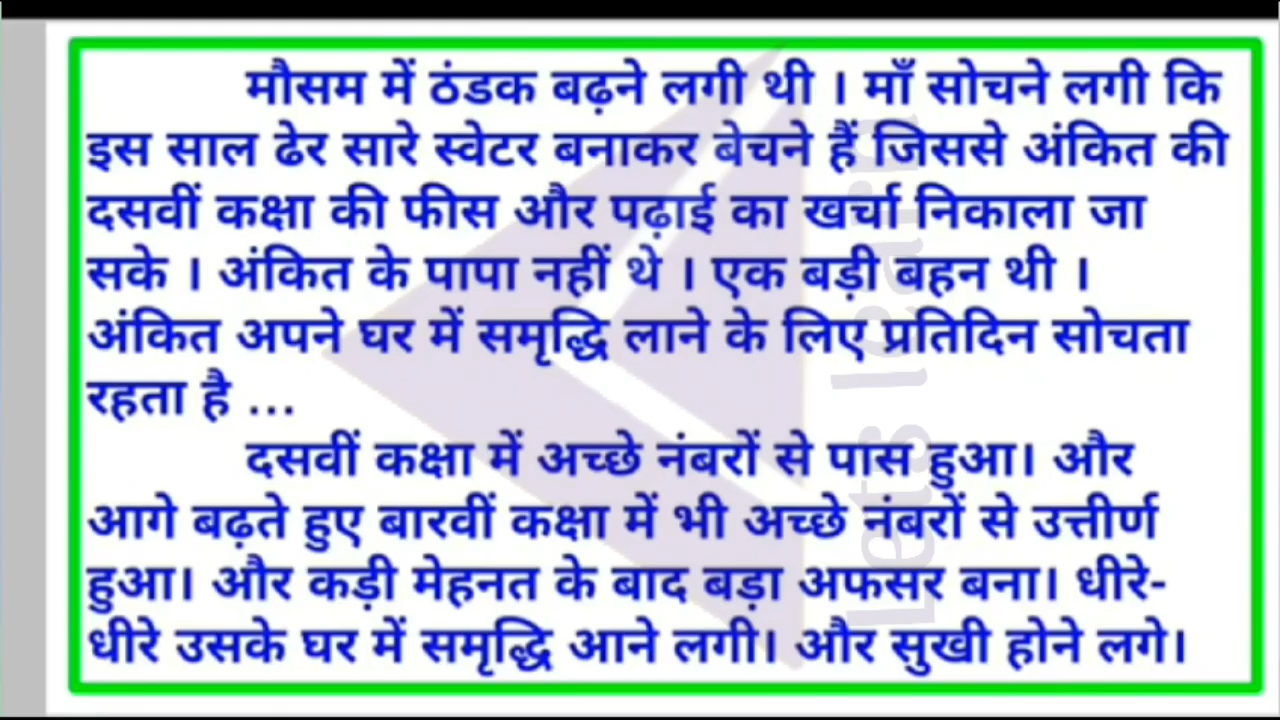 मौसम में ठंडक बढ़ने लगी थी । माँ सोचने लगी कि
इस साल ढेर सारे स्वेटर बनाकर बेचने हैं जिससे अंकित की
दसवीं कक्षा की फीस और पढ़ाई का खर्चा निकाला जा
सके । अंकित के पापा नहीं थे । एक बड़ी बहन थी ।
अंकित अपने घर में समृद्धि लाने के लिए प्रतिदिन सोचता
रहता है ...
दसवीं कक्षा में अच्छे नंबरों से पास हुआ। और
आगे बढ़ते हुए बारवीं कक्षा में भी अच्छे नंबरों से उत्तीर्ण
हुआ। और कड़ी मेहनत के बाद बड़ा अफसर बना। धीरे-
धीरे उसके घर में समृद्धि आने लगी। और सुखी होने लगे।
Lets learn